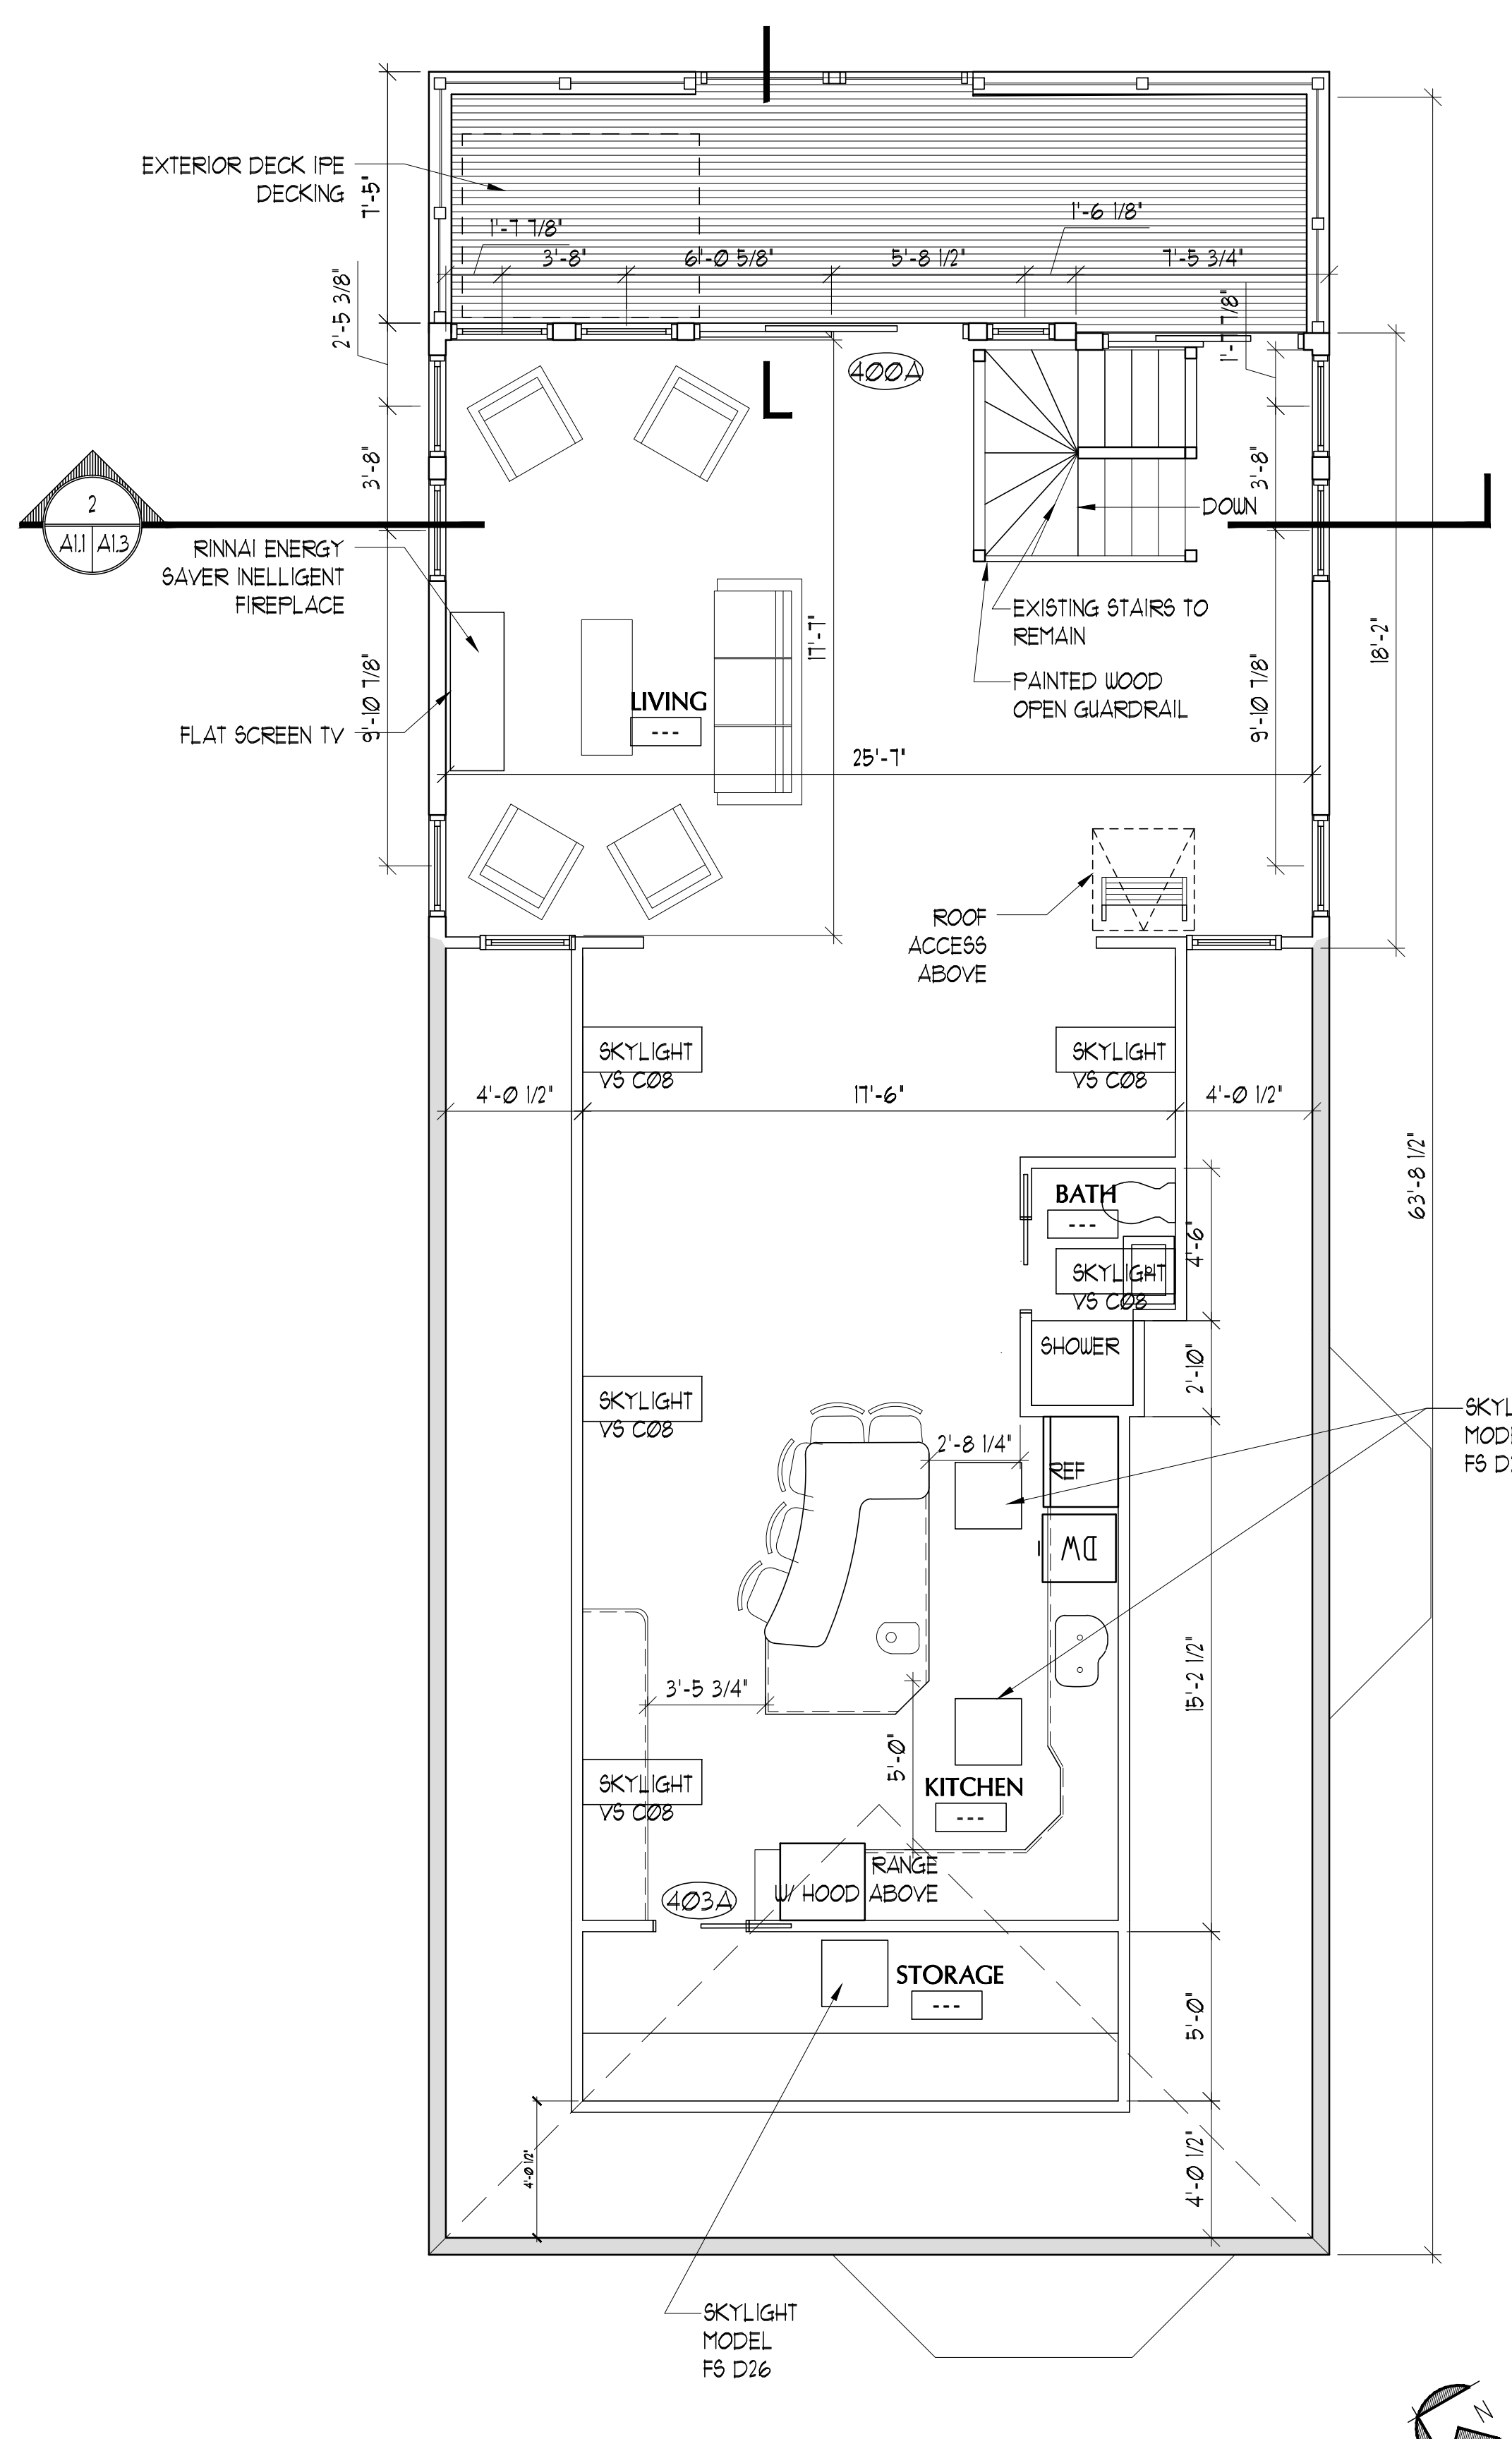 EXTERIOR DECK IPE
DECKING
7'-5"
1'-7 7/8"
3'-8"
6'-0 5/8"
5'-8 1/2"
1'-6 1/8"
7'-5 3/4"
2'-5 3/8"
400A
3'-8"
3'-8"
DOWN
2
A1.1 A1.3
RINNAI ENERGY
SAVER INELLIGENT
FIREPLACE
EXISTING STAIRS TO
REMAIN
PAINTED WOOD
OPEN GUARDRAIL
17'-7"
18'-2"
9'-10 7/8"
9'-10 7/8"
FLAT SCREEN TV
LIVING
---
25'-7"
ROOF
ACCESS
ABOVE
SKYLIGHT
VS C08
SKYLIGHT
VS C08
4'-0 1/2"
17'-6"
4'-0 1/2"
63'-8 1/2"
BATH
---
4'-6"
SKYLIGHT
VS C08
SHOWER
2'-10"
SKYLIGHT
VS C08
2'-8 1/4"
REF
DW
SKYL
MODE
FS D
15'-2 1/2"
3'-5 3/4"
5'-0"
KITCHEN
---
SKYLIGHT
VS C08
RANGE
W/ HOOD ABOVE
403A
STORAGE
---
5'-0"
4'-0 1/2"
4'-0 1/2"
SKYLIGHT
MODEL
FS D26
N